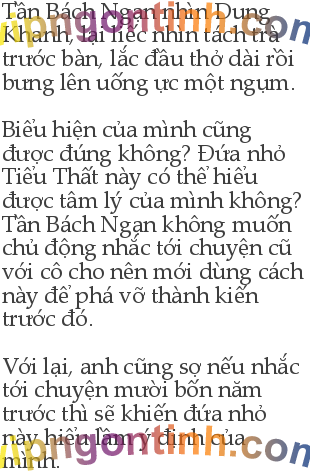 Tần Bách Ngạn nhìn Dung
Khanh, lại liếc nhìn tách trà
trước bàn, lắc đầu thở dài rồi
bưng lên uống ực một ngụm.
Biểu hiện của mình cũng
được đúng không? Đứa nhỏ
Tiểu Thất này có thể hiểu
được tâm lý của mình không?
Tần Bách Ngạn không muốn
chủ động nhắc tới chuyện cũ
với cô cho nên mới dùng cách
này để phá vỡ thành kiến
trước đó.
Với lại, anh cũng sợ nếu nhắc
tới chuyện mười bốn năm
trước thì sẽ khiến đứa nhỏ
này hiểu lầm ý định của
mình.
vipngontinh.com
vipngontinh.com